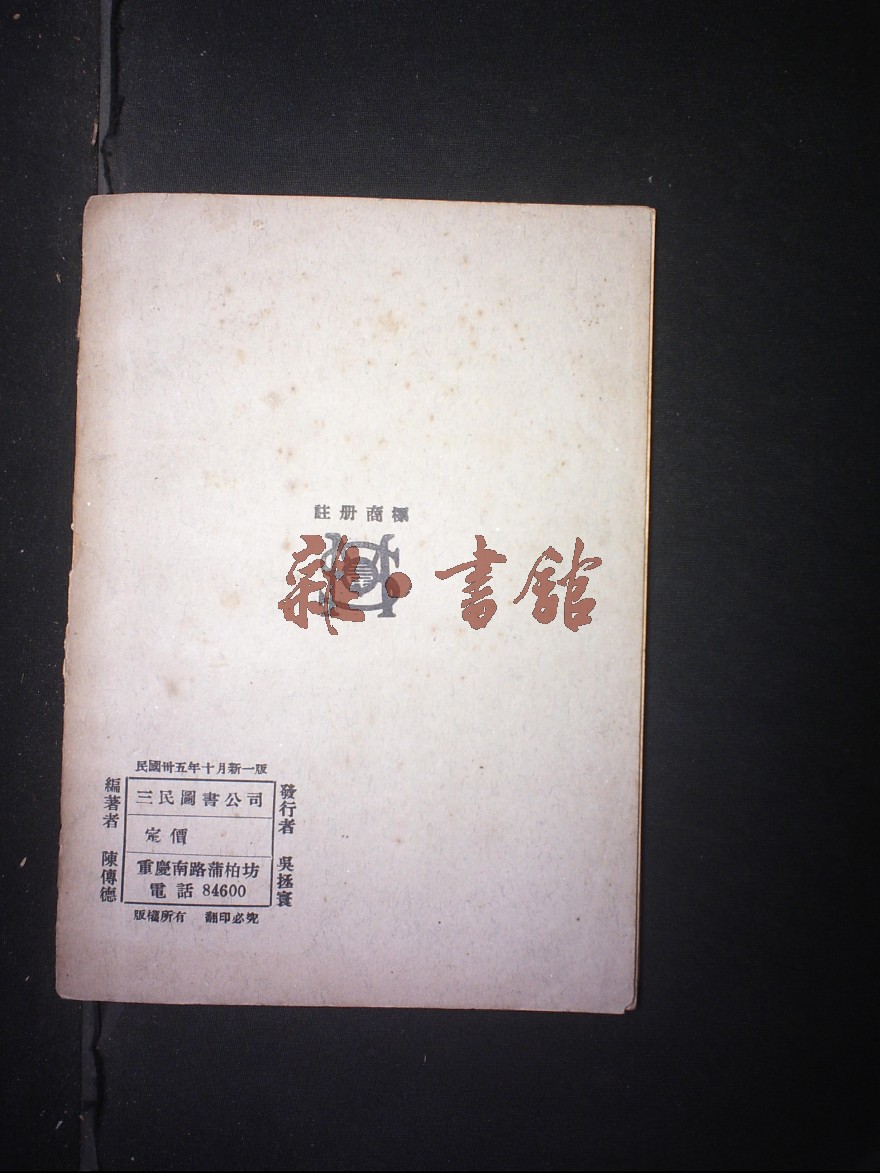 註册商標
雜·書館
民國卅五年十月新一版
發行者 吳拯寰
三民圖書公司
定價
重慶南路蒲柏坊
電話 84600
編著者 陳傳德
版權所有 翻印必究